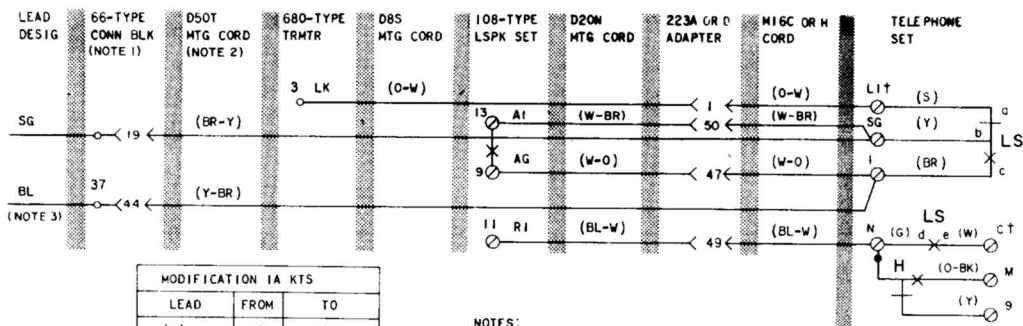 LEAD DESIG
66-TYPE CONN BLK (NOTE 1)
D50T MTG CORD (NOTE 2)
680-TYPE TRMTR
D8S MTG CORD
108-TYPE LSPK SET
D20N MTG CORD
223A OR D ADAPTER
M16C OR H CORD
TELEPHONE SET
3 LK (O-W) 1 (O-W) L1† (S) a
13 A1 (W-BR) 50 (W-BR) SG
SG 19 (BR-Y) (Y) b LS
9 AG (W-O) 47 (W-O) 1 (BR) c
BL 37 44 (Y-BR)
(NOTE 3)
LS
11 R1 (BL-W) 49 (BL-W) N (G) d e (W) C†
H (O-BK) M
(Y) 9
MODIFICATION 1A KTS
LEAD FROM TO
NOTES: